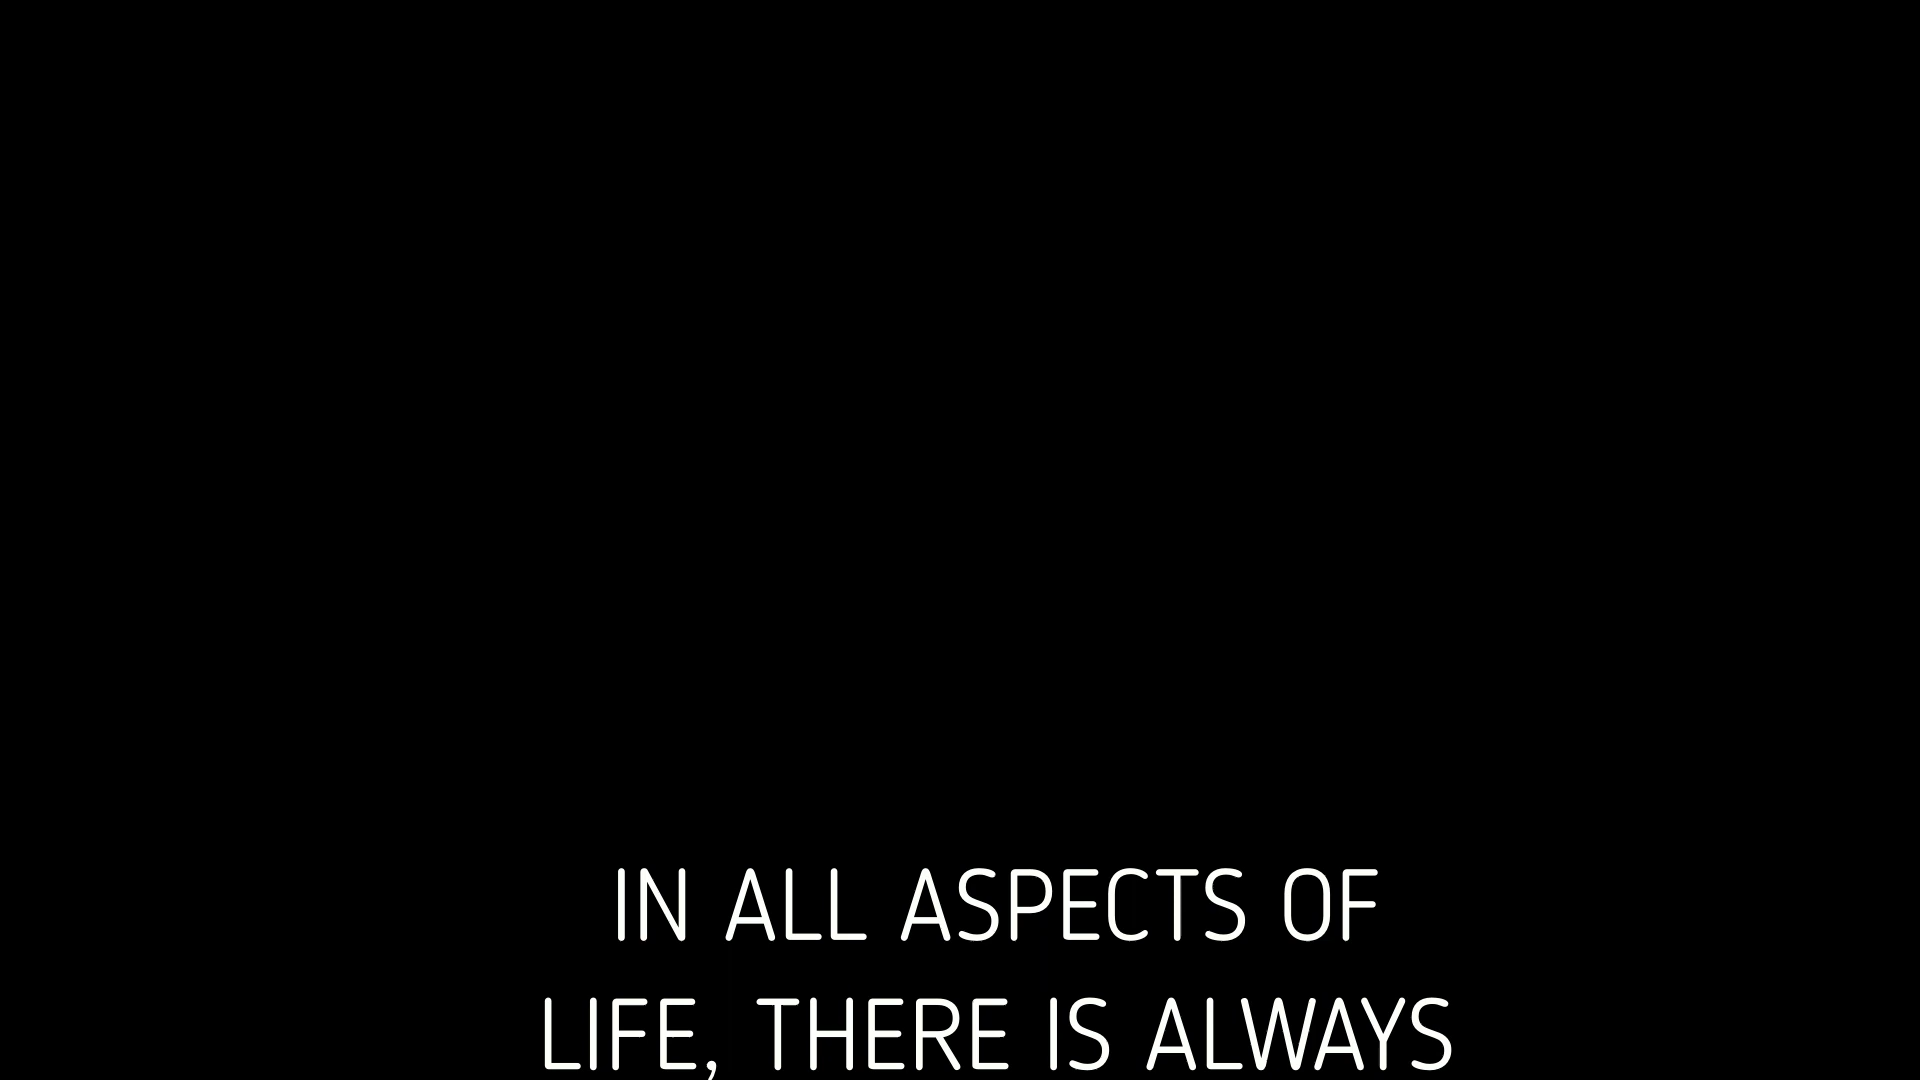 IN ALL ASPECTS OF
LIFE, THERE IS ALWAYS